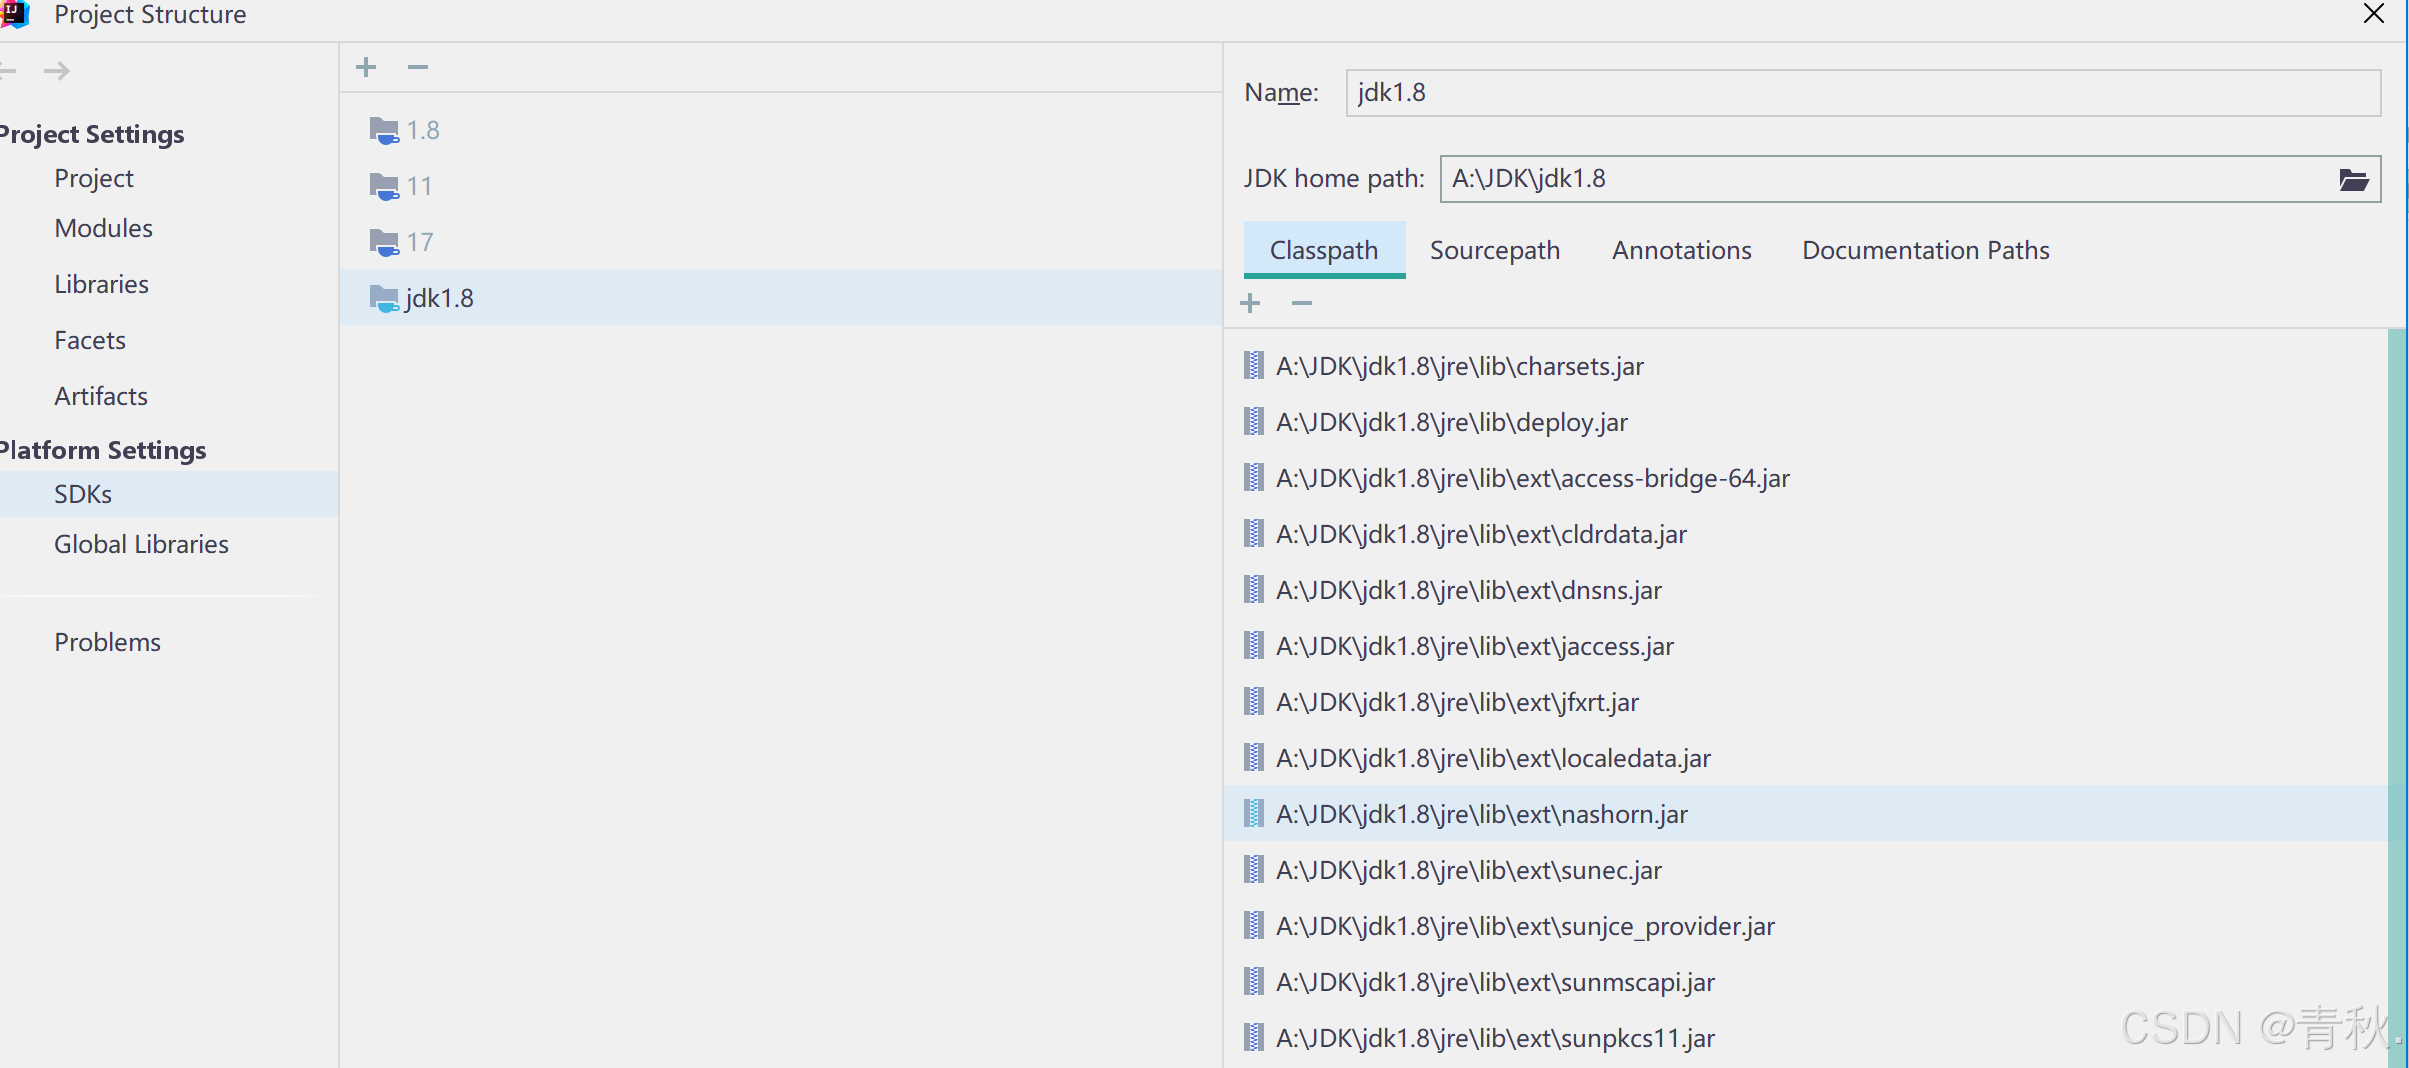 Project Structure
Project Settings
Project
Modules
Libraries
Facets
Artifacts
Platform Settings
SDKs
Global Libraries
Problems
1.8
11
17
jdk1.8
Name: jdk1.8
JDK home path: A:\JDK\jdk1.8
Classpath Sourcepath Annotations Documentation Paths
A:\JDK\jdk1.8\jre\lib\charsets.jar
A:\JDK\jdk1.8\jre\lib\deploy.jar
A:\JDK\jdk1.8\jre\lib\ext\access-bridge-64.jar
A:\JDK\jdk1.8\jre\lib\ext\cldrdata.jar
A:\JDK\jdk1.8\jre\lib\ext\dnsns.jar
A:\JDK\jdk1.8\jre\lib\ext\jaccess.jar
A:\JDK\jdk1.8\jre\lib\ext\jfxrt.jar
A:\JDK\jdk1.8\jre\lib\ext\localedata.jar
A:\JDK\jdk1.8\jre\lib\ext\nashorn.jar
A:\JDK\jdk1.8\jre\lib\ext\sunec.jar
A:\JDK\jdk1.8\jre\lib\ext\sunjce_provider.jar
A:\JDK\jdk1.8\jre\lib\ext\sunmscapi.jar
A:\JDK\jdk1.8\jre\lib\ext\sunpkcs11.jar
CSDN @青秋.